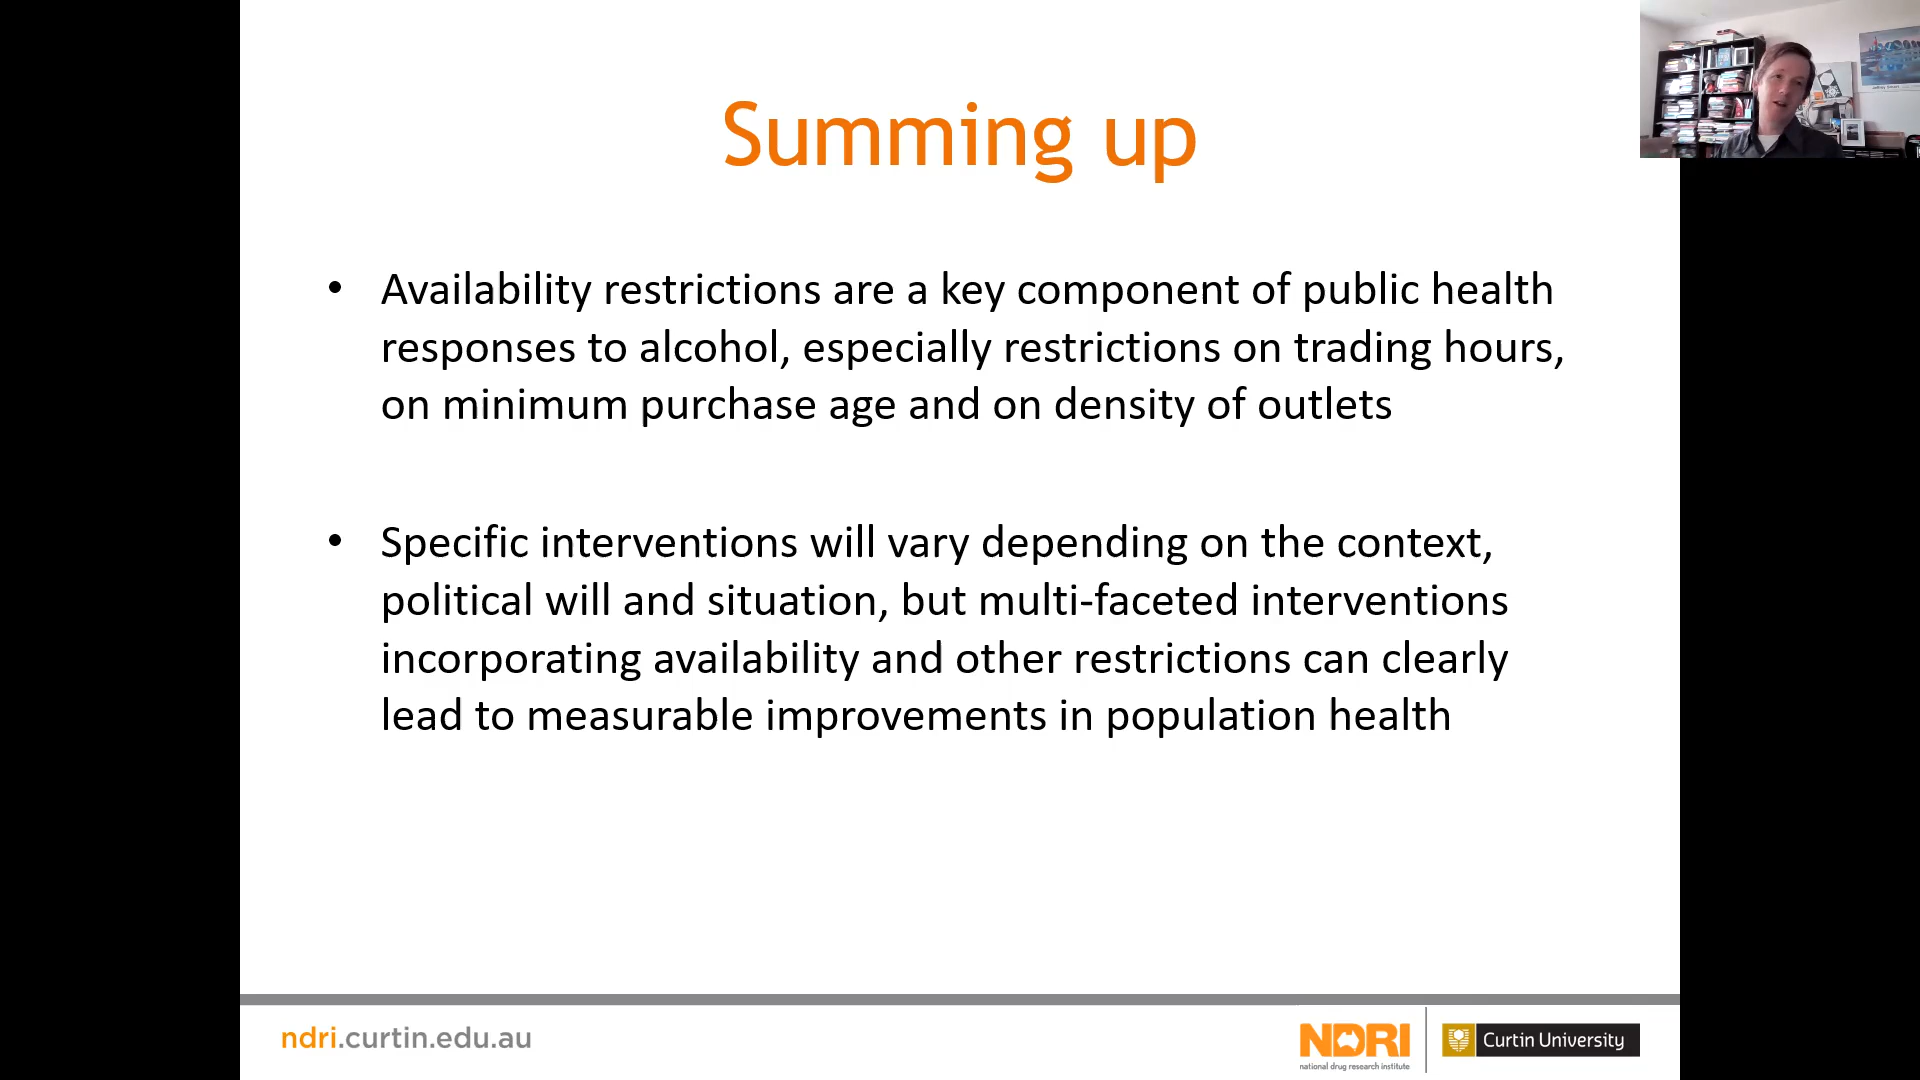 Summing up
• Availability restrictions are a key component of public health
responses to alcohol, especially restrictions on trading hours,
on minimum purchase age and on density of outlets
• Specific interventions will vary depending on the context,
political will and situation, but multi-faceted interventions
incorporating availability and other restrictions can clearly
lead to measurable improvements in population health
ndri.curtin.edu.au
NDRI
national drug research institute
Curtin University